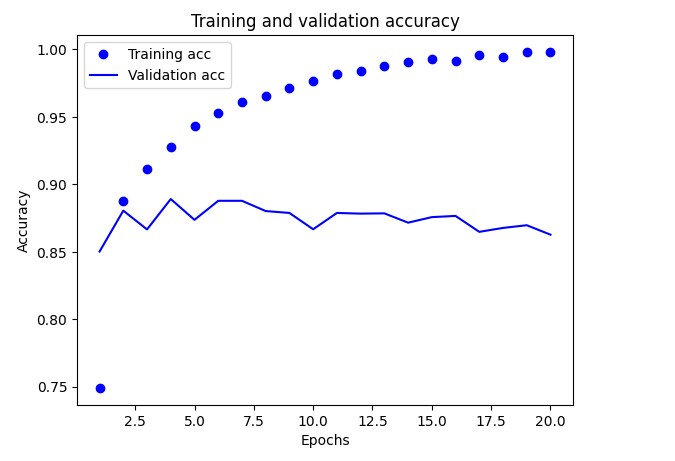 Training and validation accuracy
Training acc
Validation acc
1.00
0.95
0.90
0.85
0.80
0.75
Accuracy
2.5 5.0 7.5 10.0 12.5 15.0 17.5 20.0
Epochs